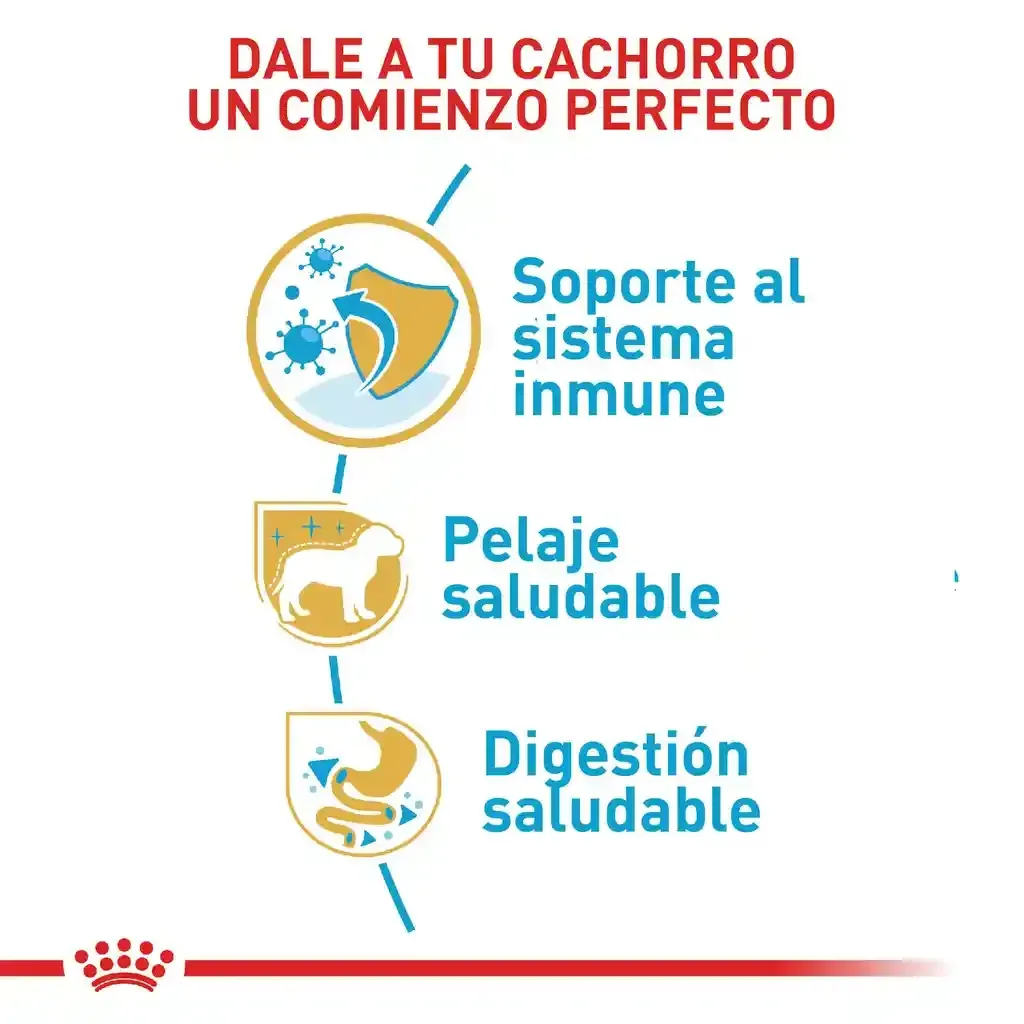 DALE A TU CACHORRO
UN COMIENZO PERFECTO
Soporte al
sistema
inmune
Pelaje
saludable
Digestión
saludable